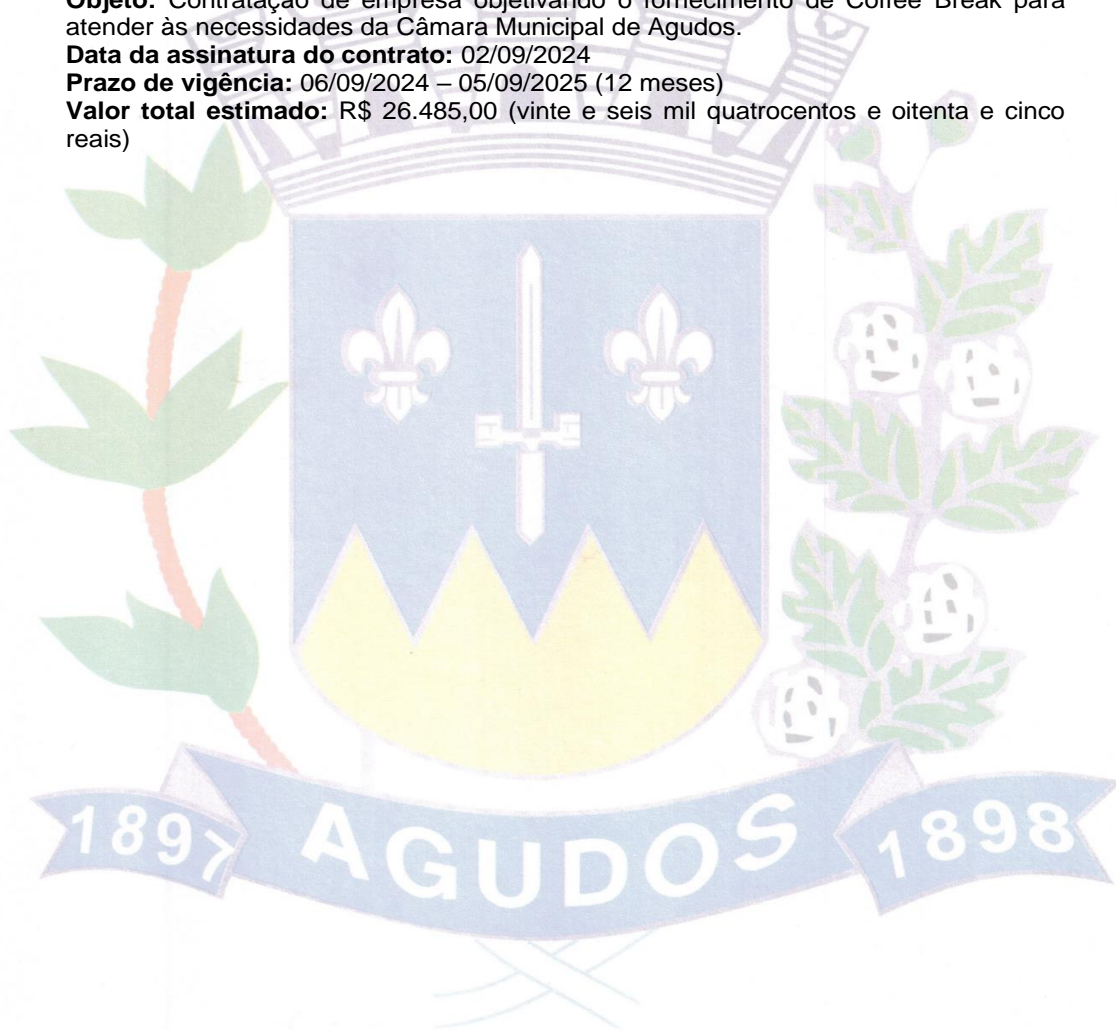 Objeto: Contratação de empresa objetivando o fornecimento de Coffee Break para
atender às necessidades da Câmara Municipal de Agudos.
Data da assinatura do contrato: 02/09/2024
Prazo de vigência: 06/09/2024 – 05/09/2025 (12 meses)
Valor total estimado: R$ 26.485,00 (vinte e seis mil quatrocentos e oitenta e cinco
reais)
1897 AGUDOS 1898